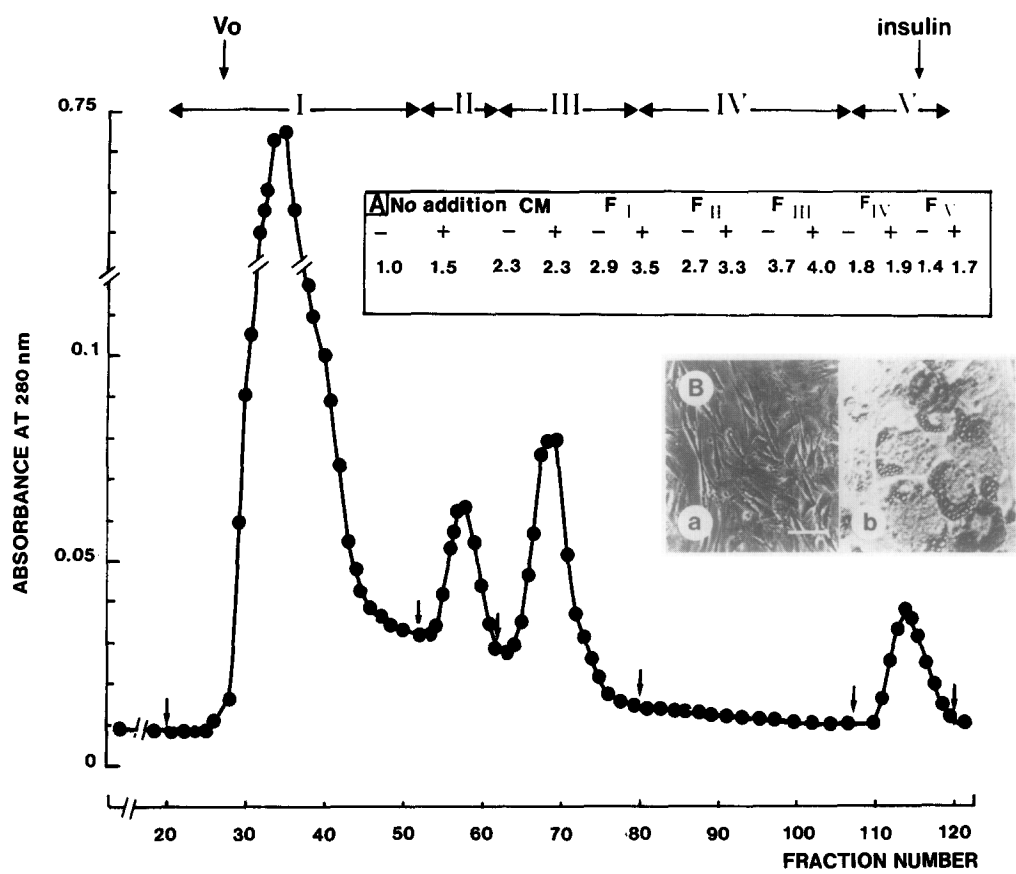 Vo
insulin
I II III IV V
0.75
A No addition CM F I F II F III F IV F V
− + − + − + − + − + − + − +
1.0 1.5 2.3 2.3 2.9 3.5 2.7 3.3 3.7 4.0 1.8 1.9 1.4 1.7
0.1
B
a b
0.05
0
ABSORBANCE AT 280 nm
20 30 40 50 60 70 80 90 100 110 120
FRACTION NUMBER